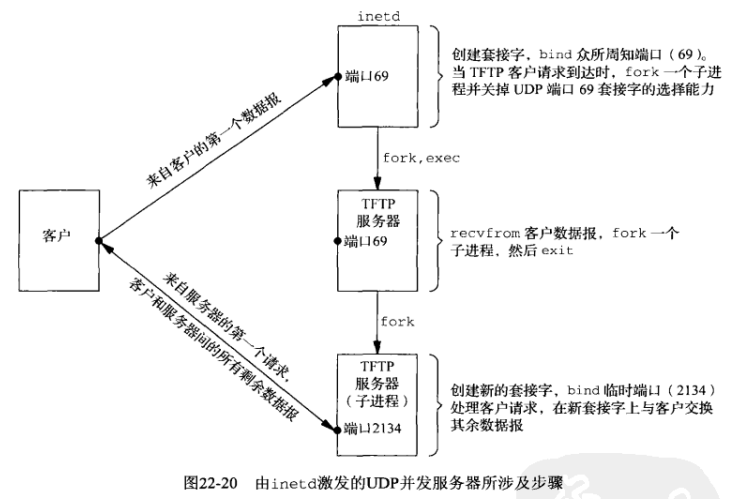 inetd
创建套接字，bind 众所周知端口（69）。
当 TFTP 客户请求到达时，fork 一个子进
程并关掉 UDP 端口 69 套接字的选择能力
端口69
来自客户的第一个数据报
fork,exec
客户
TFTP
服务器
端口69
recvfrom 客户数据报，fork 一个
子进程，然后 exit
来自服务器的第一个请求，
客户和服务器间的所有剩余数据报
fork
TFTP
服务器
（子进程）
端口2134
创建新的套接字，bind 临时端口（2134）
处理客户请求，在新套接字上与客户交换
其余数据报
图22-20 由inetd激发的UDP并发服务器所涉及步骤